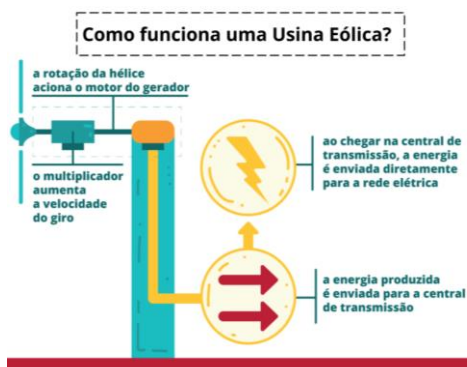 Como funciona uma Usina Eólica?
a rotação da hélice
aciona o motor do gerador
o multiplicador
aumenta
a velocidade
do giro
ao chegar na central de
transmissão, a energia
é enviada diretamente
para a rede elétrica
a energia produzida
é enviada para a central
de transmissão